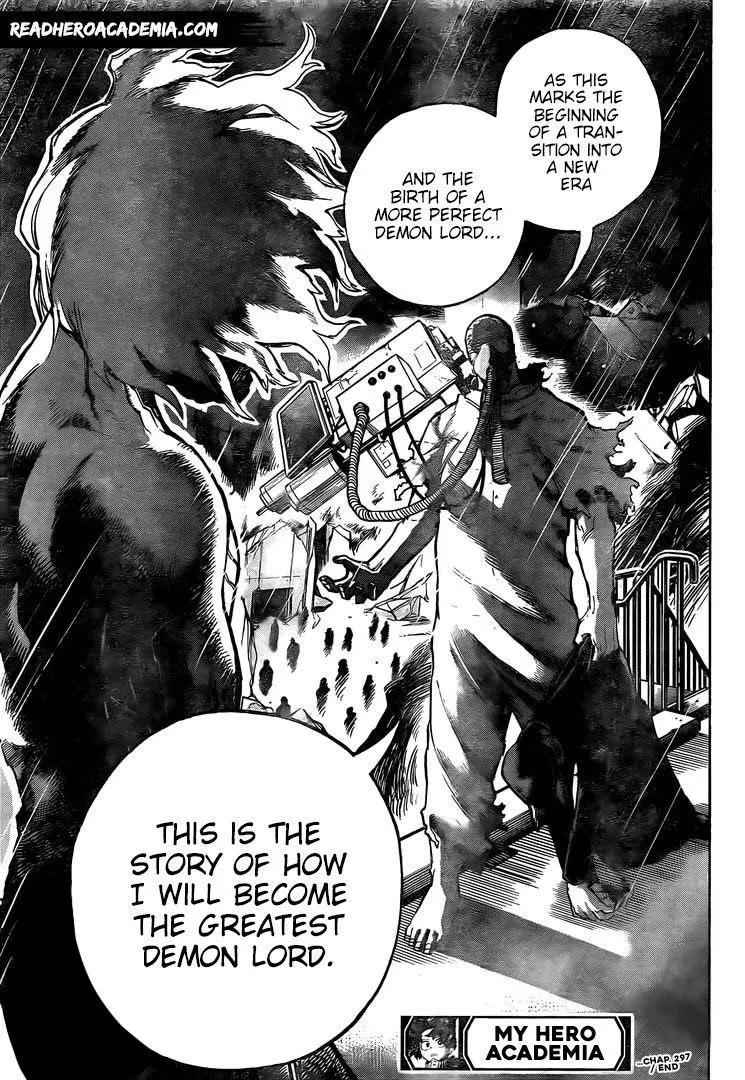 READHEROACADEMIA.COM
AS THIS
MARKS THE
BEGINNING
OF A TRAN-
SITION INTO
A NEW
ERA
AND THE
BIRTH OF A
MORE PERFECT
DEMON LORD...
THIS IS THE
STORY OF HOW
I WILL BECOME
THE GREATEST
DEMON LORD.
MY HERO
ACADEMIA
...CHAP. 297
/ END